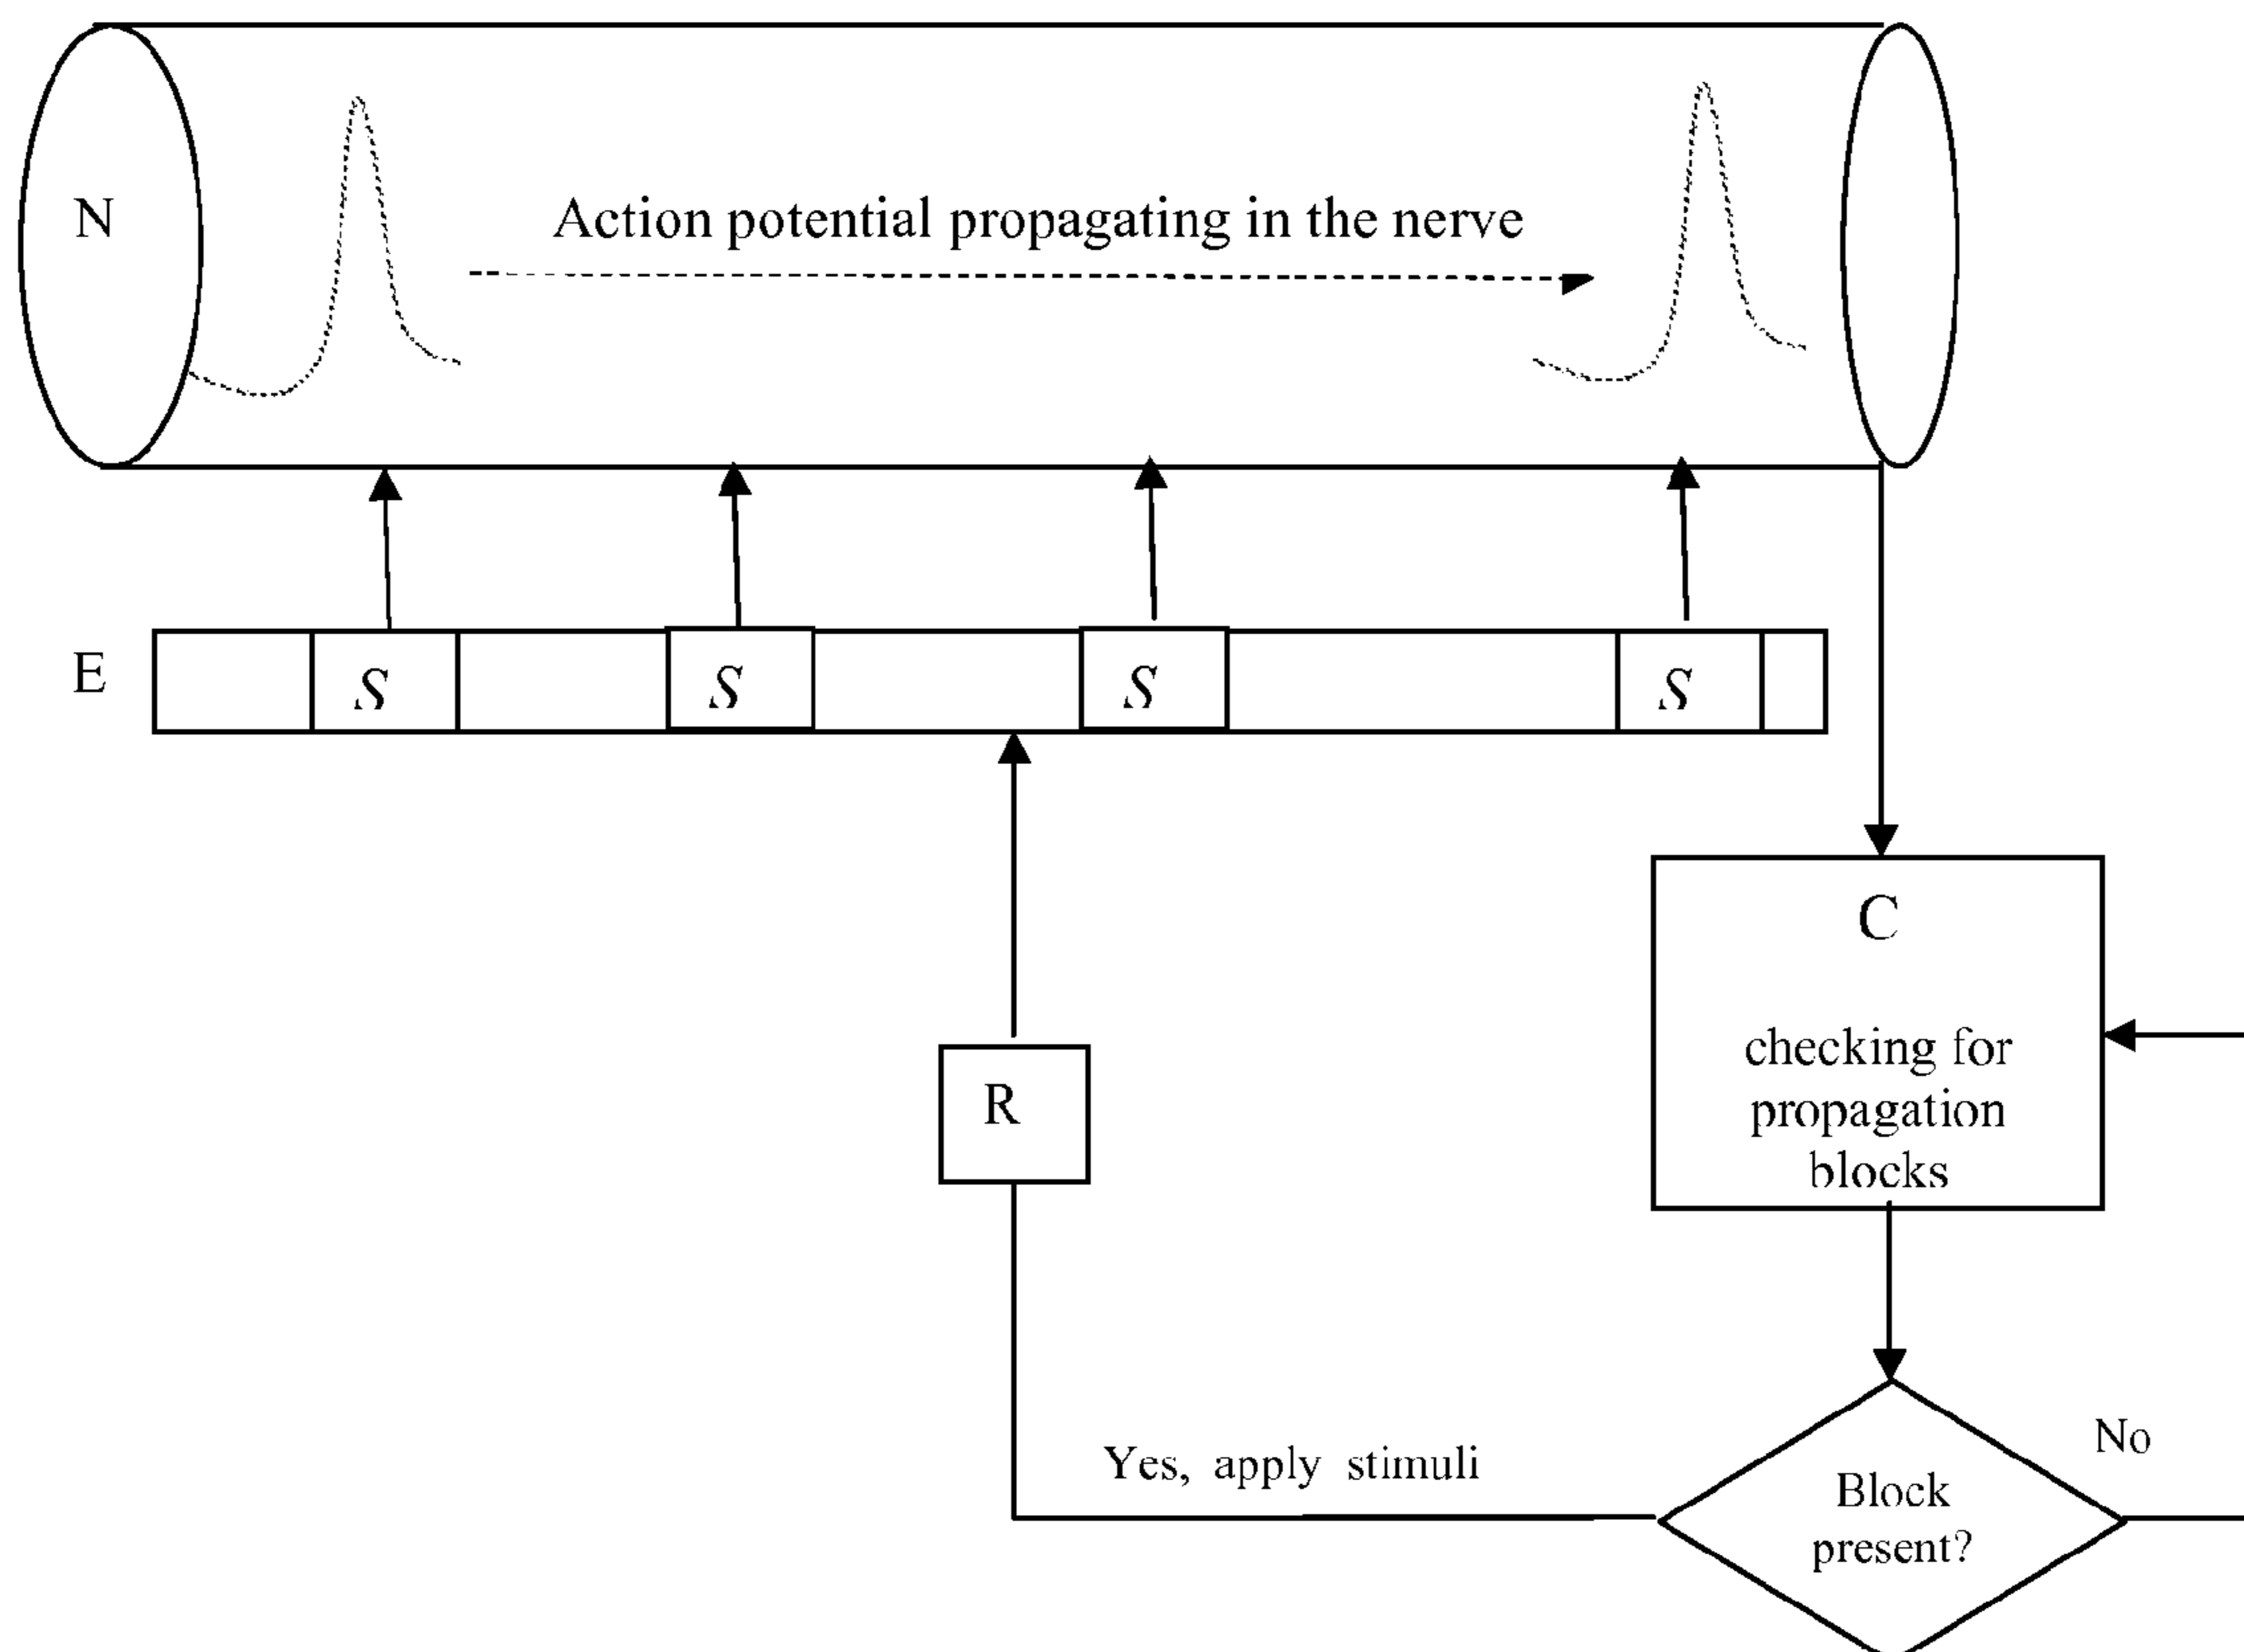 N
Action potential propagating in the nerve
E
S
S
S
S
C
checking for
propagation
blocks
R
Yes, apply stimuli
No
Block
present?